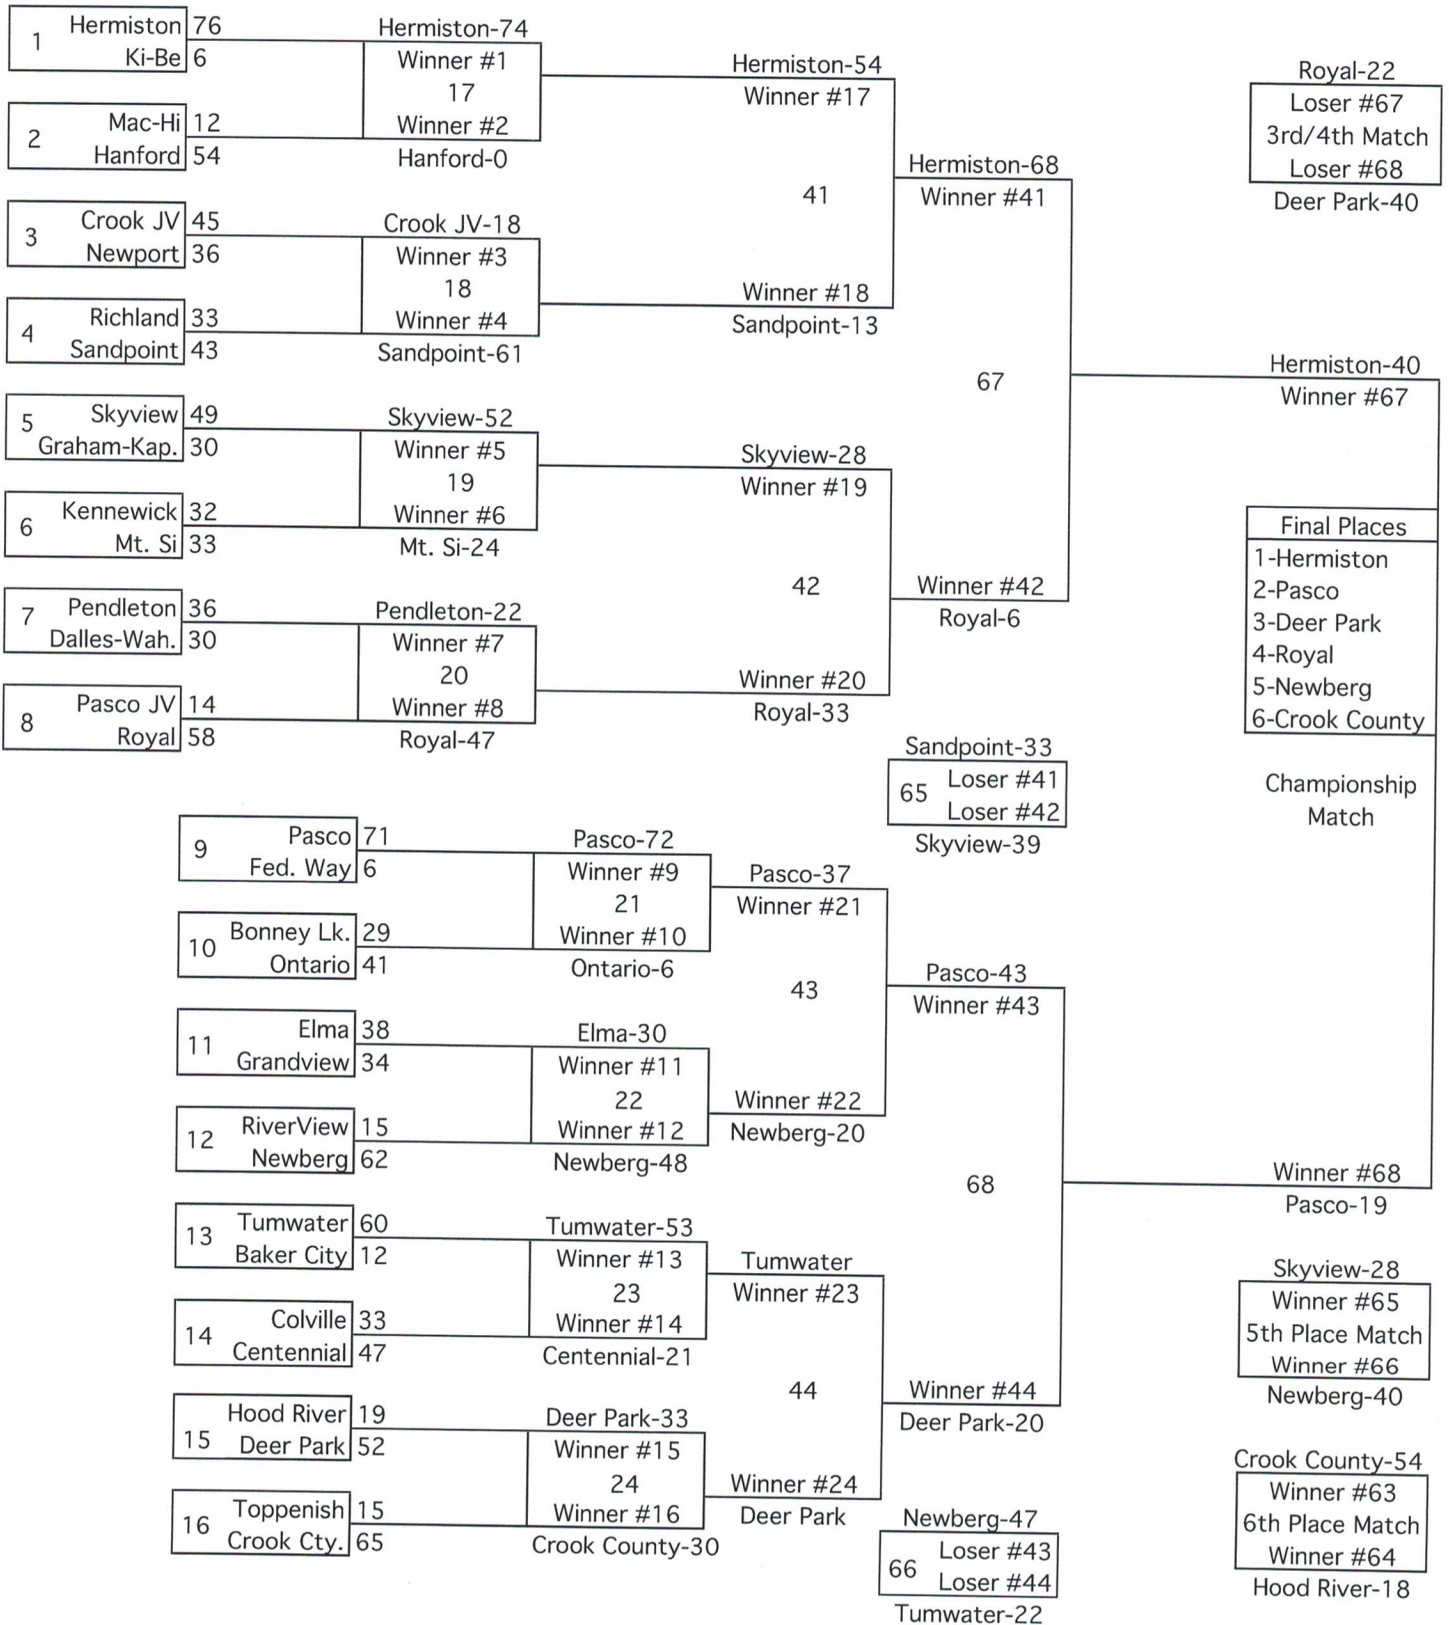 1
Hermiston 76
Ki-Be 6
2
Mac-Hi 12
Hanford 54
3
Crook JV 45
Newport 36
4
Richland 33
Sandpoint 43
5
Skyview 49
Graham-Kap. 30
6
Kennewick 32
Mt. Si 33
7
Pendleton 36
Dalles-Wah. 30
8
Pasco JV 14
Royal 58
Hermiston-74
Winner #1
17
Winner #2
Hanford-0
Crook JV-18
Winner #3
18
Winner #4
Sandpoint-61
Skyview-52
Winner #5
19
Winner #6
Mt. Si-24
Pendleton-22
Winner #7
20
Winner #8
Royal-47
Hermiston-54
Winner #17
41
Winner #18
Sandpoint-13
Skyview-28
Winner #19
42
Winner #20
Royal-33
Hermiston-68
Winner #41
67
Winner #42
Royal-6
Sandpoint-33
65
Loser #41
Loser #42
Skyview-39
Royal-22
Loser #67
3rd/4th Match
Loser #68
Deer Park-40
Hermiston-40
Winner #67
Final Places
1-Hermiston
2-Pasco
3-Deer Park
4-Royal
5-Newberg
6-Crook County
Championship
Match
9
Pasco 71
Fed. Way 6
10
Bonney Lk. 29
Ontario 41
11
Elma 38
Grandview 34
12
RiverView 15
Newberg 62
13
Tumwater 60
Baker City 12
14
Colville 33
Centennial 47
15
Hood River 19
Deer Park 52
16
Toppenish 15
Crook Cty. 65
Pasco-72
Winner #9
21
Winner #10
Ontario-6
Elma-30
Winner #11
22
Winner #12
Newberg-48
Tumwater-53
Winner #13
23
Winner #14
Centennial-21
Deer Park-33
Winner #15
24
Winner #16
Crook County-30
Pasco-37
Winner #21
43
Winner #22
Newberg-20
Tumwater
Winner #23
44
Winner #24
Deer Park
Pasco-43
Winner #43
68
Winner #44
Deer Park-20
Newberg-47
66
Loser #43
Loser #44
Tumwater-22
Winner #68
Pasco-19
Skyview-28
Winner #65
5th Place Match
Winner #66
Newberg-40
Crook County-54
Winner #63
6th Place Match
Winner #64
Hood River-18